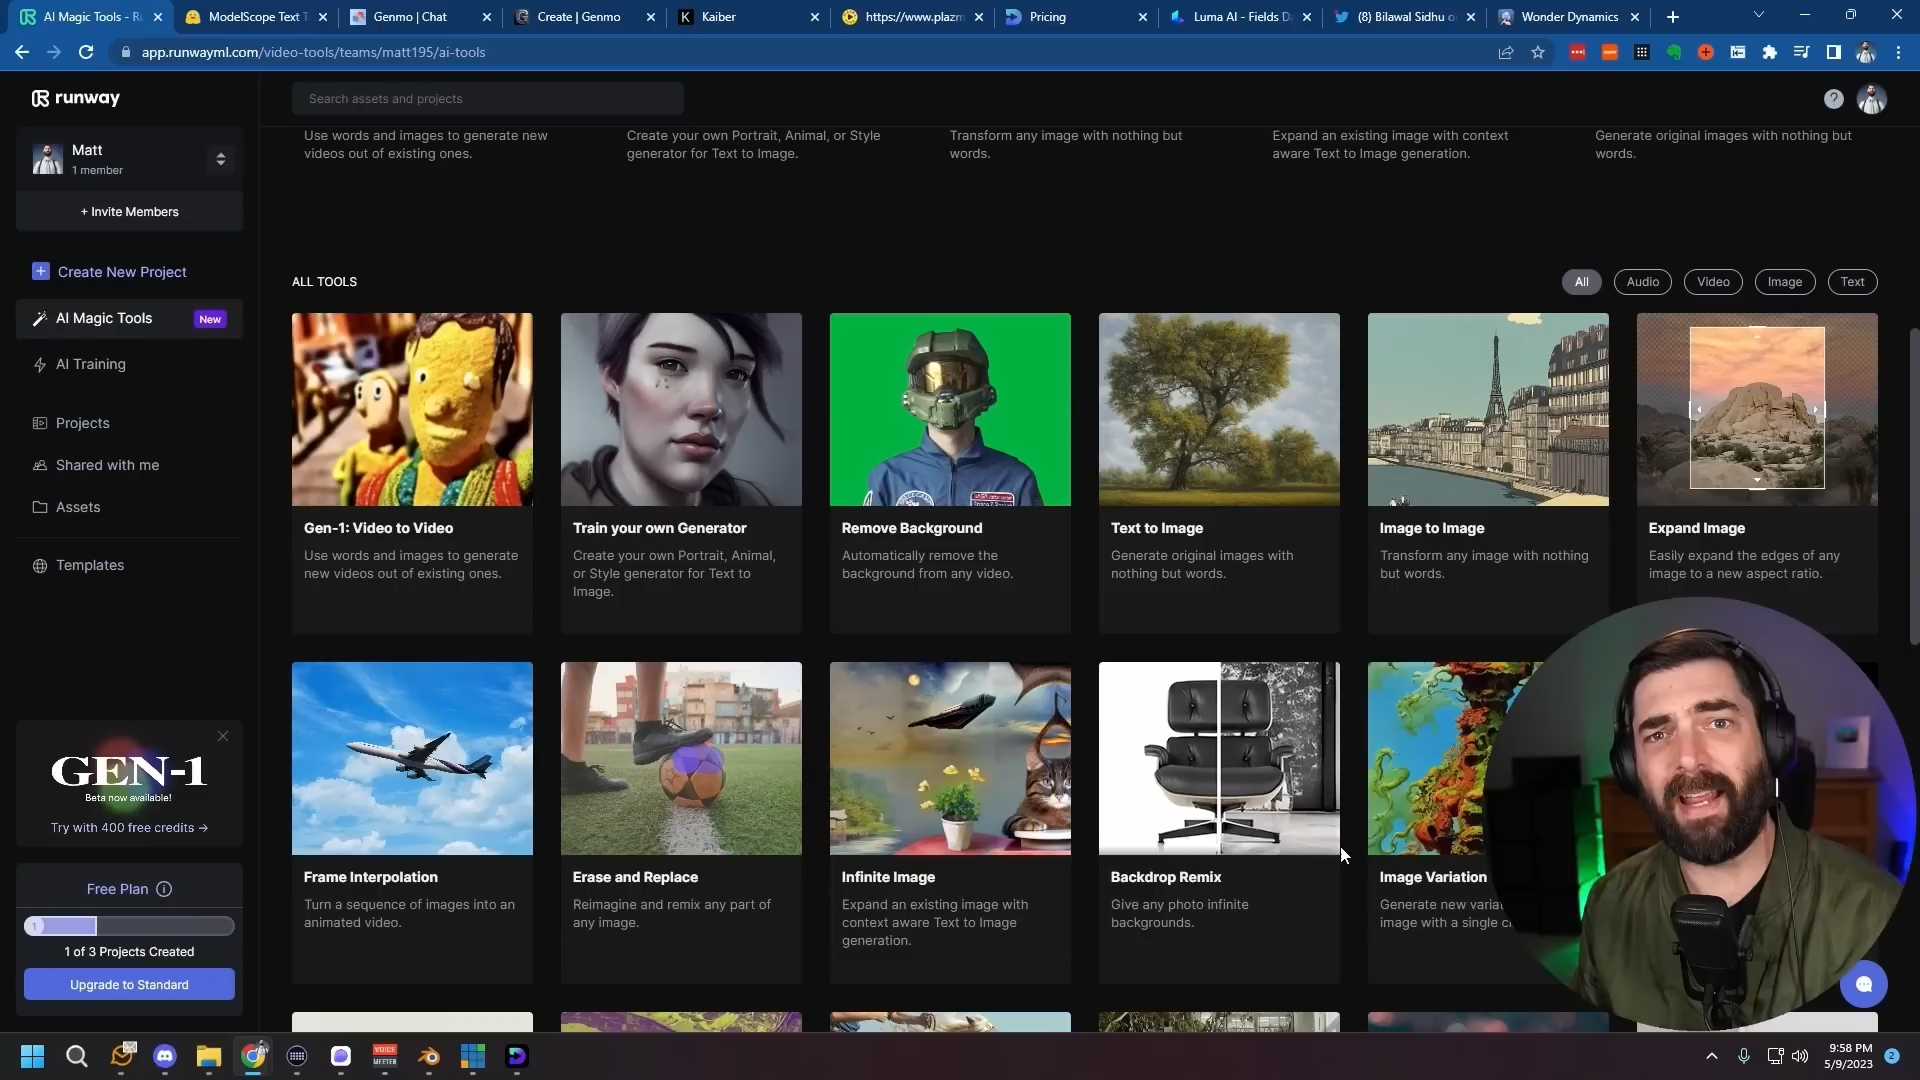 AI Magic Tools - Ru
ModelScope Text T
Genmo | Chat
Create | Genmo
Kaiber
https://www.plazm
Pricing
Luma AI - Fields D
(8) Bilawal Sidhu o
Wonder Dynamics
app.runwayml.com/video-tools/teams/matt195/ai-tools
runway
Search assets and projects
Matt
1 member
+ Invite Members
Create New Project
AI Magic Tools
New
AI Training
Projects
Shared with me
Assets
Templates
GEN-1
Beta now available!
Try with 400 free credits →
Free Plan
1
1 of 3 Projects Created
Upgrade to Standard
Use words and images to generate new
videos out of existing ones.
Create your own Portrait, Animal, or Style
generator for Text to Image.
Transform any image with nothing but
words.
Expand an existing image with context
aware Text to Image generation.
Generate original images with nothing but
words.
ALL TOOLS
All
Audio
Video
Image
Text
Gen-1: Video to Video
Use words and images to generate
new videos out of existing ones.
Train your own Generator
Create your own Portrait, Animal,
or Style generator for Text to
Image.
Remove Background
Automatically remove the
background from any video.
Text to Image
Generate original images with
nothing but words.
Image to Image
Transform any image with nothing
but words.
Expand Image
Easily expand the edges of any
image to a new aspect ratio.
Frame Interpolation
Turn a sequence of images into an
animated video.
Erase and Replace
Reimagine and remix any part of
any image.
Infinite Image
Expand an existing image with
context aware Text to Image
generation.
Backdrop Remix
Give any photo infinite
backgrounds.
Image Variation
Generate new varia
image with a single c
VOICE
MEETER
9:58 PM
5/9/2023
2